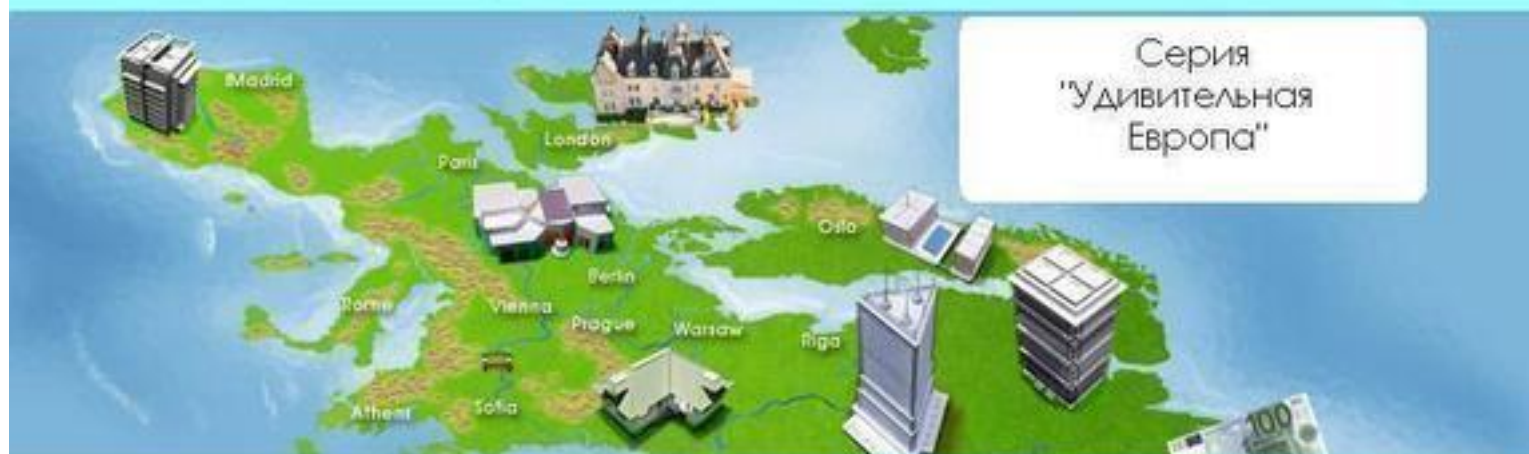 Серия
"Удивительная
Европа"
Madrid
London
Paris
Oslo
Berlin
Rome
Vienna
Prague
Warsaw
Riga
Athens
Sofia
100